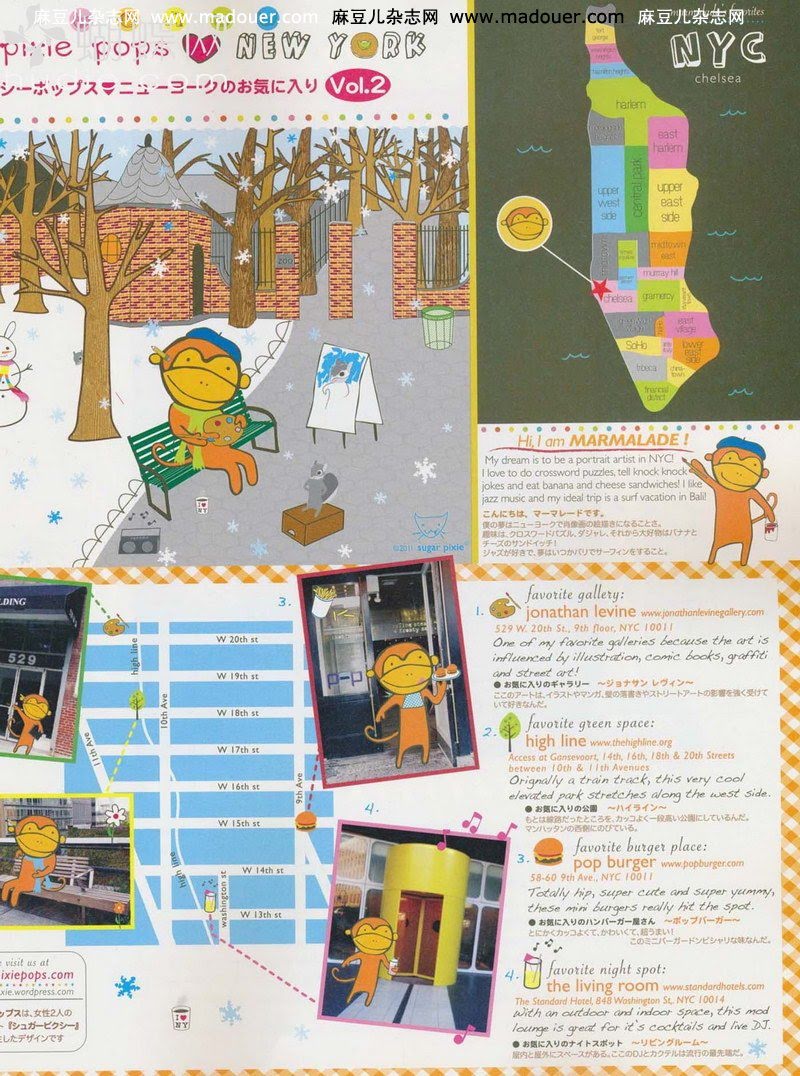 麻豆儿杂志网 www.madouer.com 麻豆儿杂志网 www.madouer.com 麻豆儿杂志网
pixie pops NEW YORK
シーポップス♥ニューヨークのお気に入り Vol.2
NYC
chelsea
fort george
washington heights
hamilton heights
harlem
east harlem
central park
upper west side
upper east side
midtown
midtown east
murray hill
chelsea
gramercy
east village
SoHo
lower east side
tribeca
china-town
financial district
ZOO
I ♥ NY
©2011 sugar pixie
Hi, I am MARMALADE !
My dream is to be a portrait artist in NYC!
I love to do crossword puzzles, tell knock knock
jokes and eat banana and cheese sandwiches! I like
jazz music and my ideal trip is a surf vacation in Bali!
こんにちは、マーマレードです。
僕の夢はニューヨークで肖像画の絵描きになることさ。
趣味は、クロスワードパズル、ダジャレ、それから大好物はバナナと
チーズのサンドイッチ！
ジャズが好きで、夢はいつかバリでサーフィンをすること。
LDING
529
high line
10th Ave
11th Ave
W 20th st
W 19th st
W 18th st
W 17th st
W 16th st
W 15th st
W 14th st
W 13th st
9th Ave
high line
washington st
3.
4.
pop
1. favorite gallery:
jonathan levine www.jonathanlevinegallery.com
529 W. 20th St., 9th floor, NYC 10011
One of my favorite galleries because the art is
influenced by illustration, comic books, graffiti
and street art!
● お気に入りのギャラリー ～ジョナサン レヴィン～
ここのアートは、イラストやマンガ、壁の落書きやストリートアートの影響を強く受けて
いて好きなんだ。
2. favorite green space:
high line www.thehighline.org
Access at Gansevoort, 14th, 16th, 18th & 20th Streets
between 10th & 11th Avenues
Orignally a train track, this very cool
elevated park stretches along the west side.
● お気に入りの公園 ～ハイライン～
もとは線路だったところを、カッコよく一段高い公園にしているんだ。
マンハッタンの西側にのびている。
3. favorite burger place:
pop burger www.popburger.com
58-60 9th Ave., NYC 10011
Totally hip, super cute and super yummy,
these mini burgers really hit the spot.
● お気に入りのハンバーガー屋さん ～ポップバーガー～
とにかくカッコよくて、かわいくて、超うまい！
このミニバーガードンピシャリな味なんだ。
4. favorite night spot:
the living room www.standardhotels.com
The Standard Hotel, 848 Washington St, NYC 10014
With an outdoor and indoor space, this mod
lounge is great for it's cocktails and live DJ.
● お気に入りのナイトスポット ～リビングルーム～
屋内と屋外にスペースがある。ここのDJとカクテルは流行の最先端だ。
visit us at
ixiepops.com
xie.wordpress.com
ップスは、女性2人の
ト『シュガーピクシー』
したデザインです
I ♥ NY